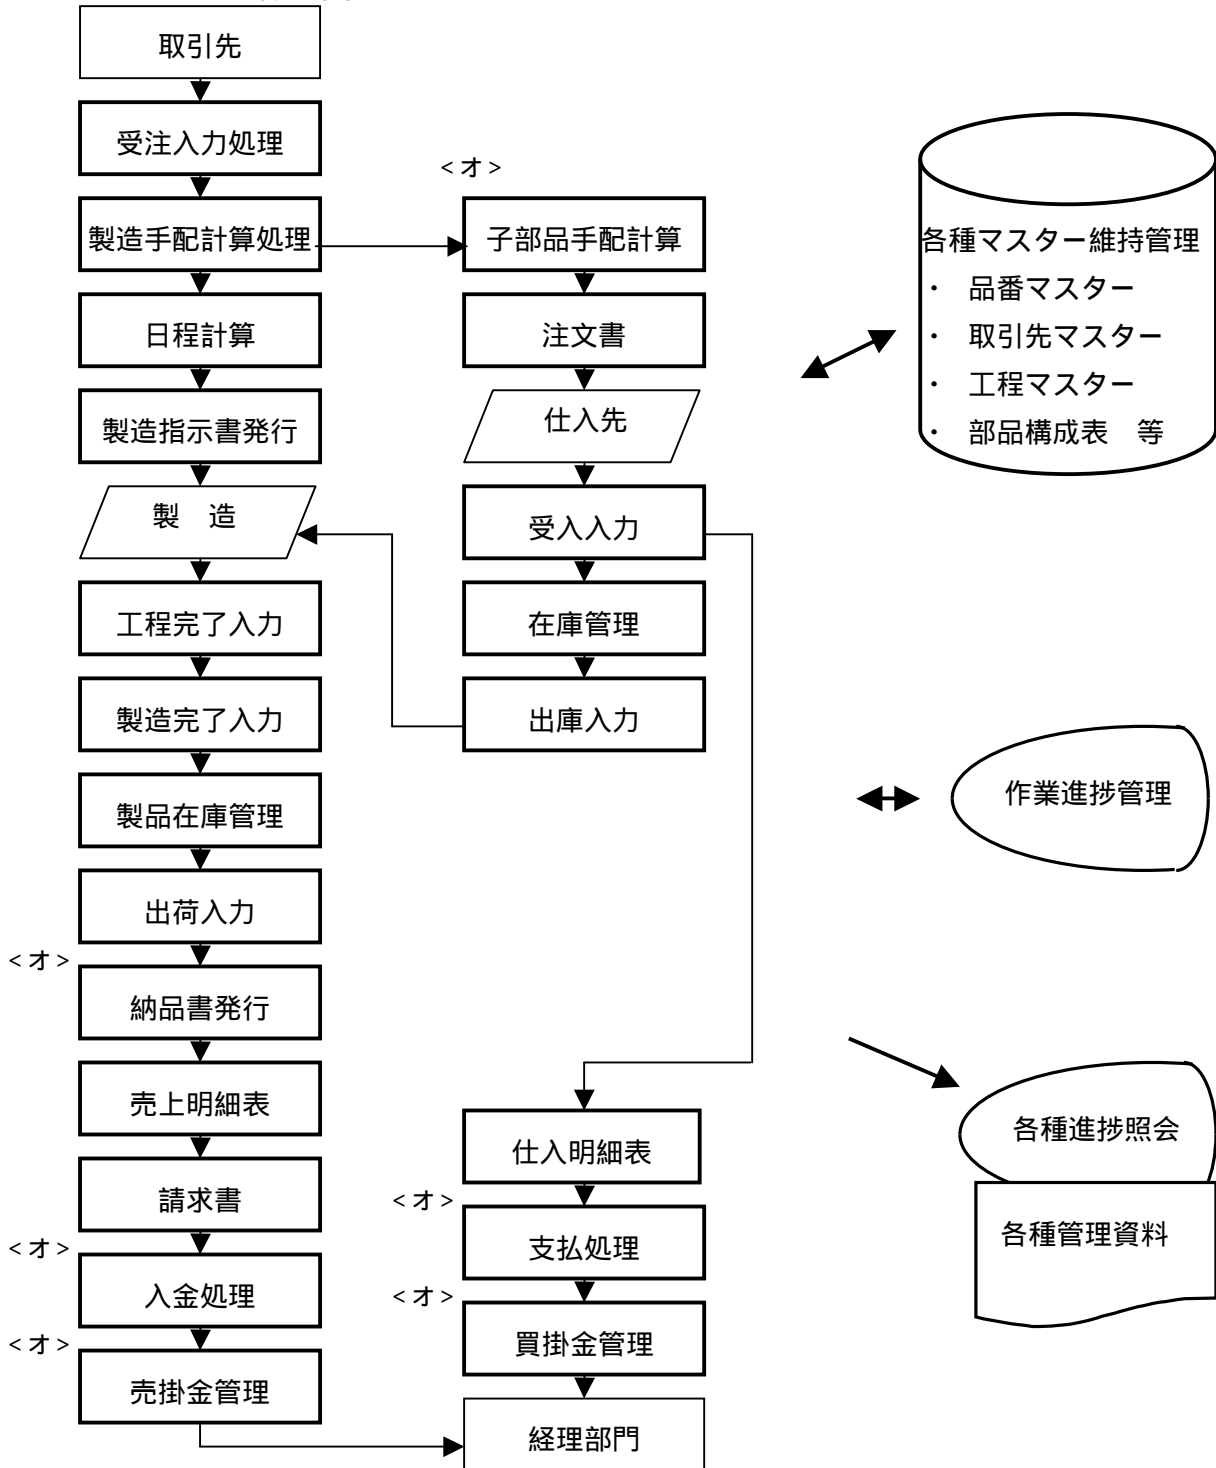 取引先
受注入力処理
製造手配計算処理
日程計算
製造指示書発行
製　造
工程完了入力
製造完了入力
製品在庫管理
出荷入力
<オ>
納品書発行
売上明細表
請求書
<オ>
入金処理
<オ>
売掛金管理
<オ>
子部品手配計算
注文書
仕入先
受入入力
在庫管理
出庫入力
仕入明細表
<オ>
支払処理
<オ>
買掛金管理
経理部門
各種マスター維持管理
・　品番マスター
・　取引先マスター
・　工程マスター
・　部品構成表　等
作業進捗管理
各種進捗照会
各種管理資料